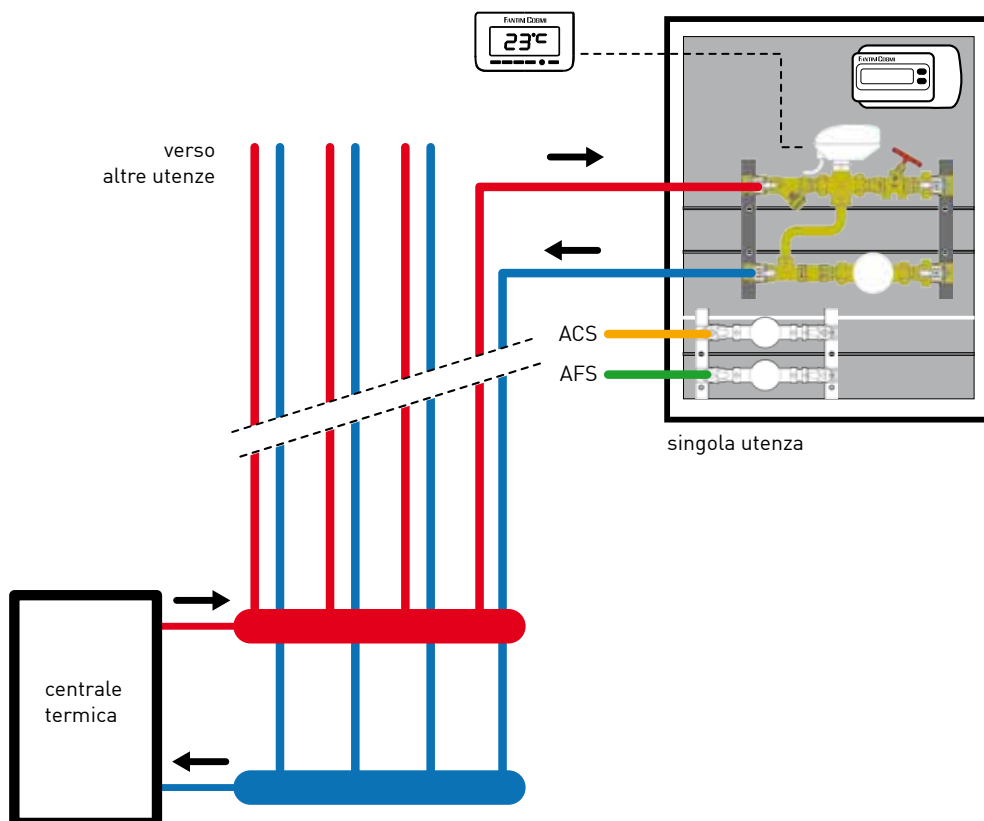 FANTINI COSMI
23°C
FANTINI COSMI
verso
altre utenze
ACS
AFS
singola utenza
centrale
termica